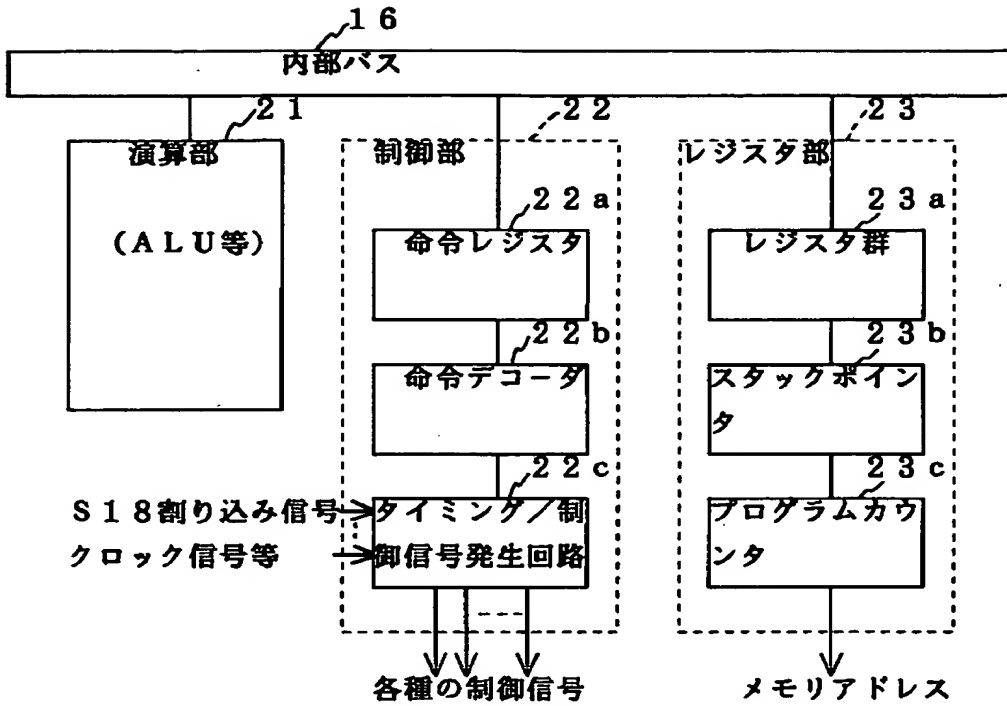 １６
内部バス
２１
２２
２３
演算部
制御部
レジスタ部
２２ａ
２３ａ
（ＡＬＵ等）
命令レジスタ
レジスタ群
２２ｂ
２３ｂ
命令デコーダ
スタックポイン
タ
２２ｃ
２３ｃ
Ｓ１８割り込み信号
タイミング／制
プログラムカウ
クロック信号等
御信号発生回路
ンタ
各種の制御信号
メモリアドレス